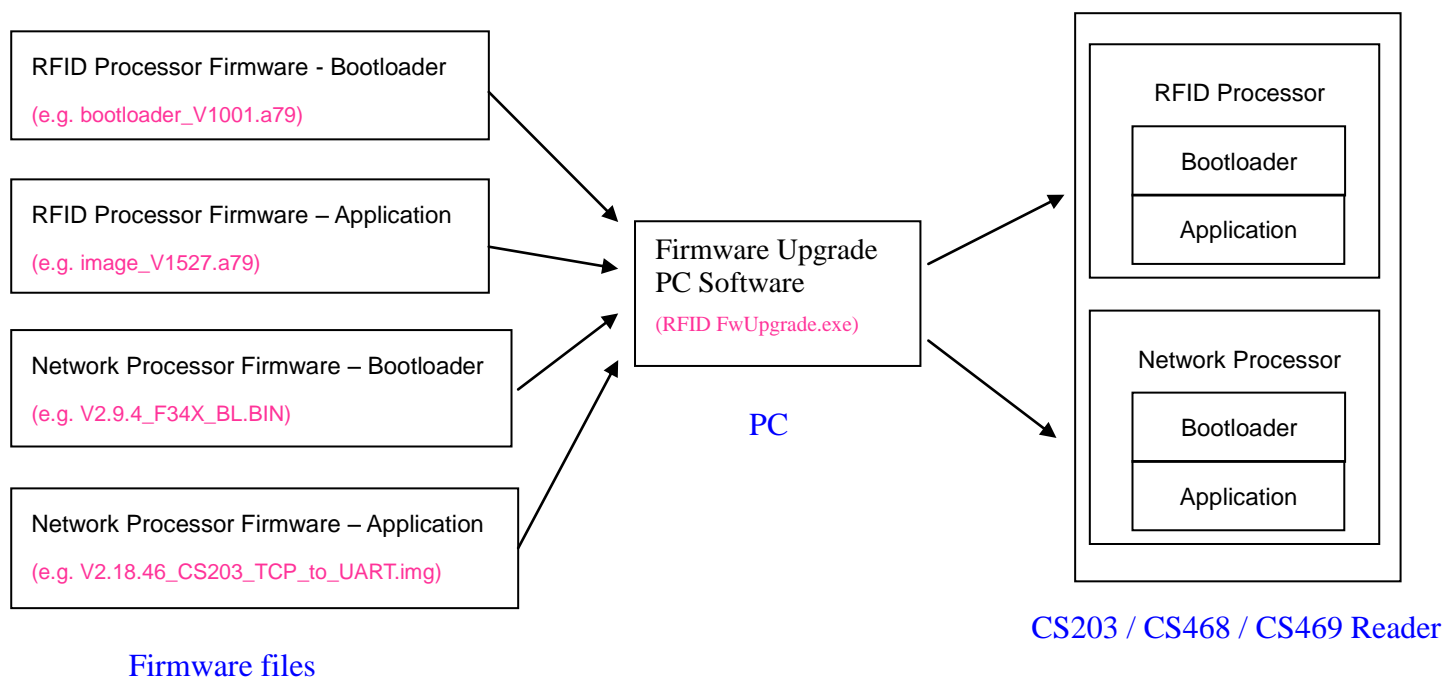 RFID Processor Firmware - Bootloader
(e.g. bootloader_V1001.a79)
RFID Processor Firmware – Application
(e.g. image_V1527.a79)
Network Processor Firmware – Bootloader
(e.g. V2.9.4_F34X_BL.BIN)
Network Processor Firmware – Application
(e.g. V2.18.46_CS203_TCP_to_UART.img)
Firmware files
Firmware Upgrade
PC Software
(RFID FwUpgrade.exe)
PC
RFID Processor
Bootloader
Application
Network Processor
Bootloader
Application
CS203 / CS468 / CS469 Reader